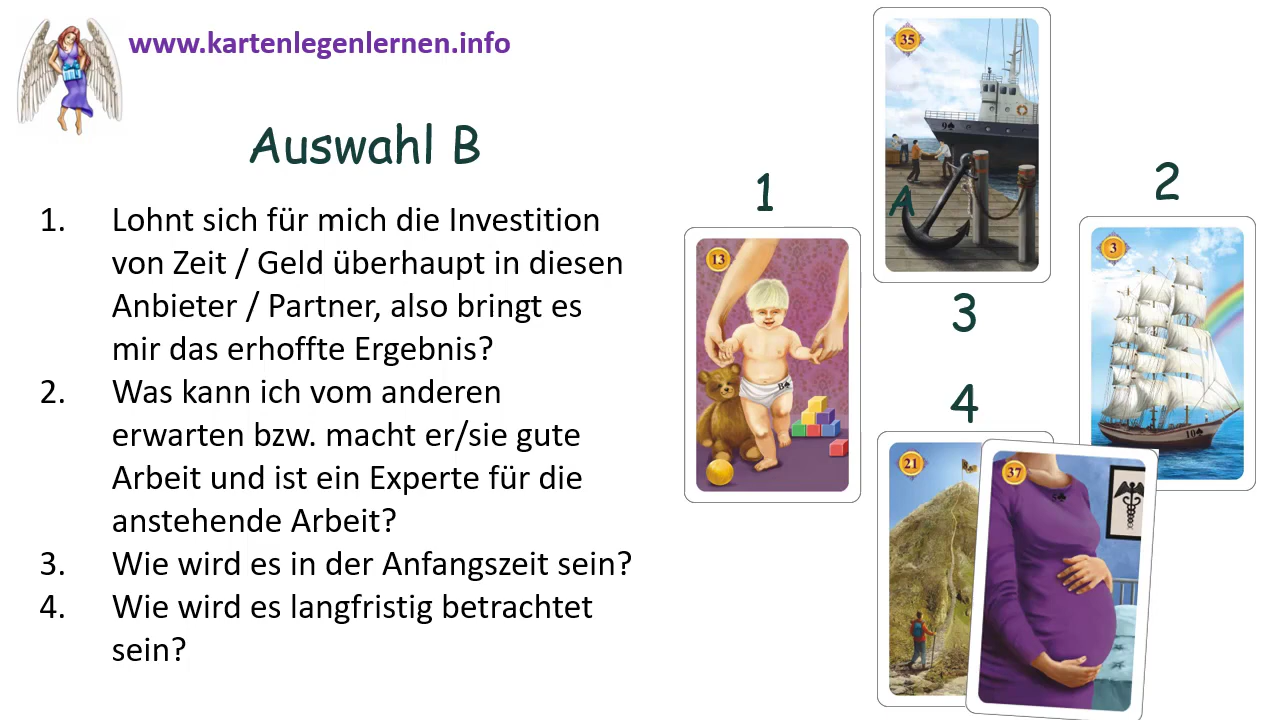 www.kartenlegenlernen.info
Auswahl B
1. Lohnt sich für mich die Investition
von Zeit / Geld überhaupt in diesen
Anbieter / Partner, also bringt es
mir das erhoffte Ergebnis?
2. Was kann ich vom anderen
erwarten bzw. macht er/sie gute
Arbeit und ist ein Experte für die
anstehende Arbeit?
3. Wie wird es in der Anfangszeit sein?
4. Wie wird es langfristig betrachtet
sein?
1
13
B♠
35
9♠
A
3
2
3
10♠
4
21
37